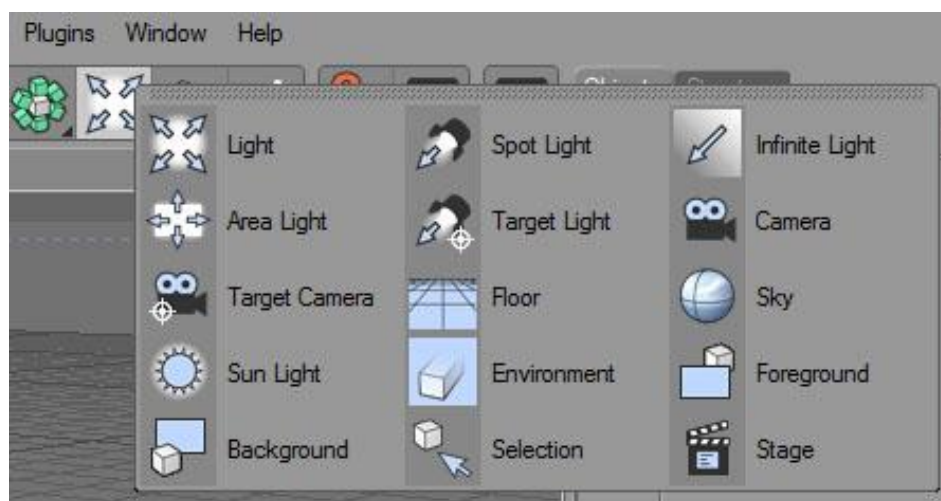 Plugins Window Help
Light Spot Light Infinite Light
Area Light Target Light Camera
Target Camera Floor Sky
Sun Light Environment Foreground
Background Selection Stage